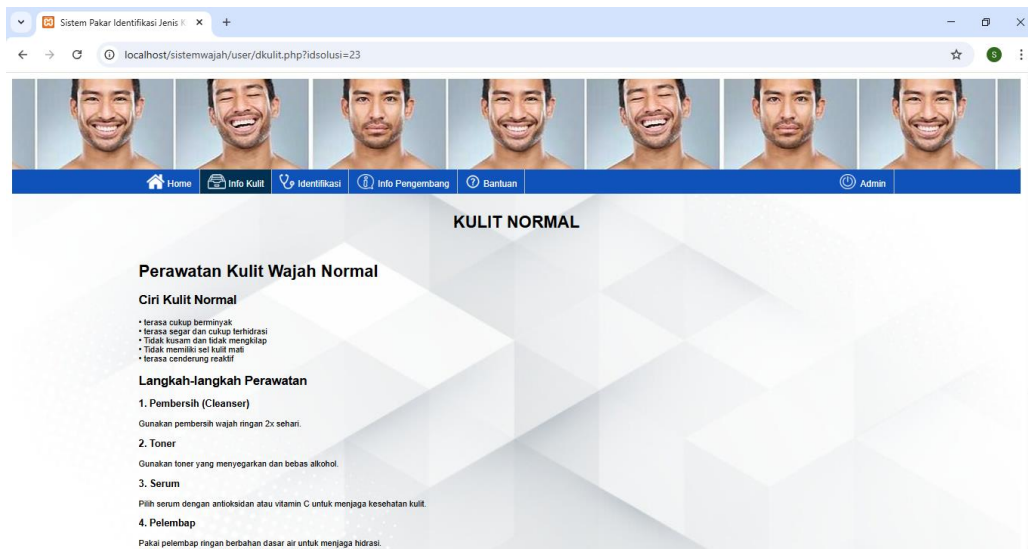 Sistem Pakar Identifikasi Jenis K
localhost/sistemwajah/user/dkulit.php?idsolusi=23
S
Home Info Kulit Identifikasi Info Pengembang Bantuan Admin
KULIT NORMAL
Perawatan Kulit Wajah Normal
Ciri Kulit Normal
• terasa cukup berminyak
• terasa segar dan cukup terhidrasi
• Tidak kusam dan tidak mengkilap
• Tidak memiliki sel kulit mati
• terasa cenderung reaktif
Langkah-langkah Perawatan
1. Pembersih (Cleanser)
Gunakan pembersih wajah ringan 2x sehari.
2. Toner
Gunakan toner yang menyegarkan dan bebas alkohol.
3. Serum
Pilih serum dengan antioksidan atau vitamin C untuk menjaga kesehatan kulit.
4. Pelembap
Pakai pelembap ringan berbahan dasar air untuk menjaga hidrasi.